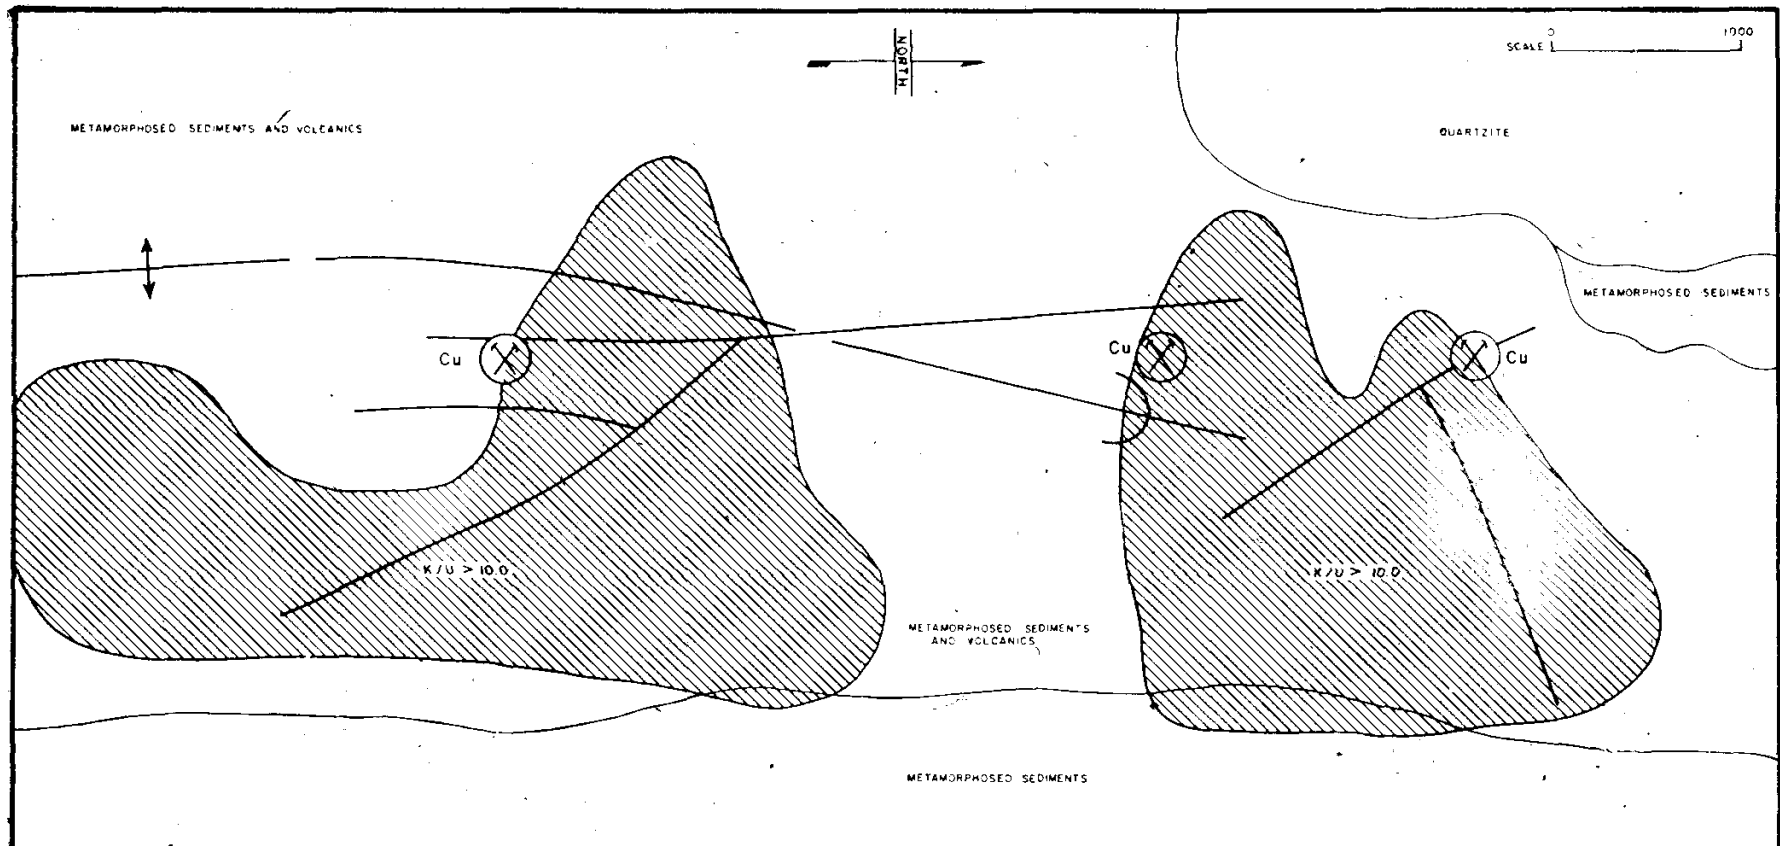 NORTH
0 1000
SCALE
METAMORPHOSED SEDIMENTS AND VOLCANICS
QUARTZITE
METAMORPHOSED SEDIMENTS
Cu
Cu
Cu
K/U > 10.0
K/U > 10.0
METAMORPHOSED SEDIMENTS
AND VOLCANICS
METAMORPHOSED SEDIMENTS